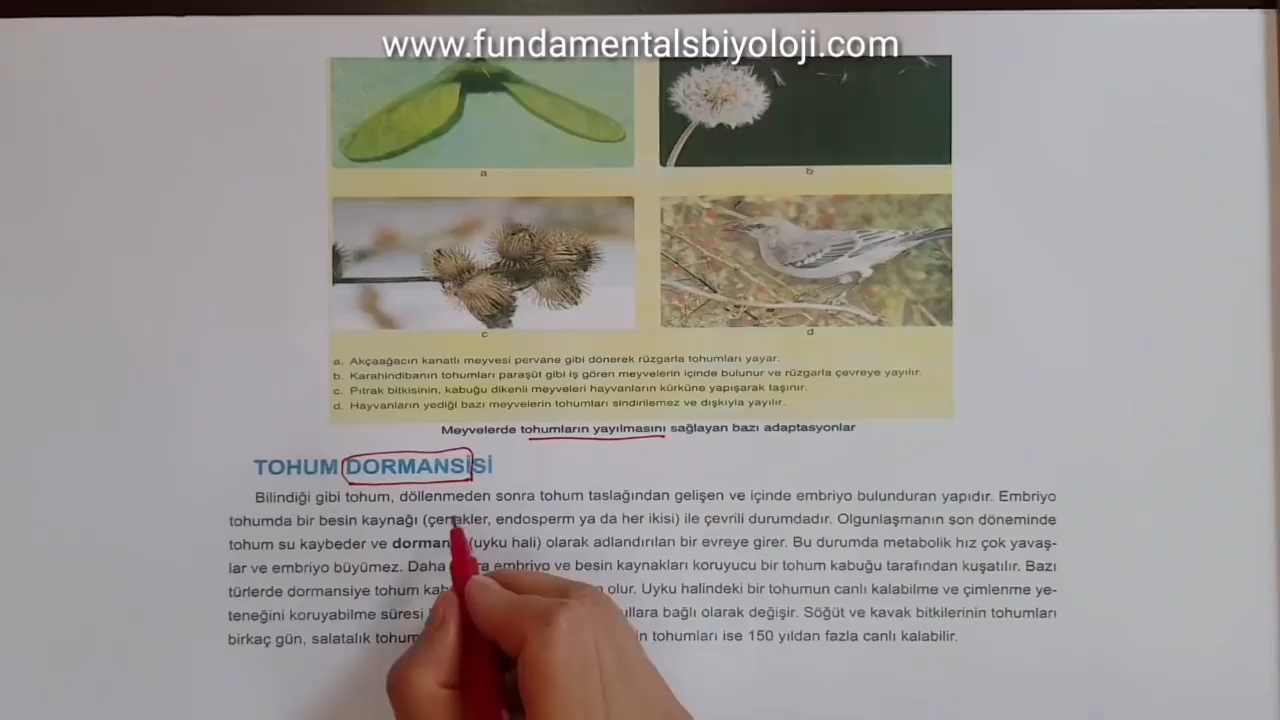 www.fundamentalsbiyoloji.com
a
b
c
d
a. Akçaağacın kanatlı meyvesi pervane gibi dönerek rüzgarla tohumları yayar.
b. Karahindibanın tohumları paraşüt gibi iş gören meyvelerin içinde bulunur ve rüzgarla çevreye yayılır.
c. Pıtrak bitkisinin, kabuğu dikenli meyveleri hayvanların kürküne yapışarak taşınır.
d. Hayvanların yediği bazı meyvelerin tohumları sindirilemez ve dışkıyla yayılır.
Meyvelerde tohumların yayılmasını sağlayan bazı adaptasyonlar
TOHUM DORMANSİSİ
Bilindiği gibi tohum, döllenmeden sonra tohum taslağından gelişen ve içinde embriyo bulunduran yapıdır. Embriyo
tohumda bir besin kaynağı (çenekler, endosperm ya da her ikisi) ile çevrili durumdadır. Olgunlaşmanın son döneminde
tohum su kaybeder ve (uyku hali) olarak adlandırılan bir evreye girer. Bu durumda metabolik hız çok yavaş-
lar ve embriyo büyümez. Daha embriyo ve besin kaynakları koruyucu bir tohum kabuğu tarafından kuşatılır. Bazı
türlerde dormansiye tohum olur. Uyku halindeki bir tohumun canlı kalabilme ve çimlenme ye-
teneğini koruyabilme süresi bağlı olarak değişir. Söğüt ve kavak bitkilerinin tohumları
birkaç gün, salatalık tohumları ise 150 yıldan fazla canlı kalabilir.